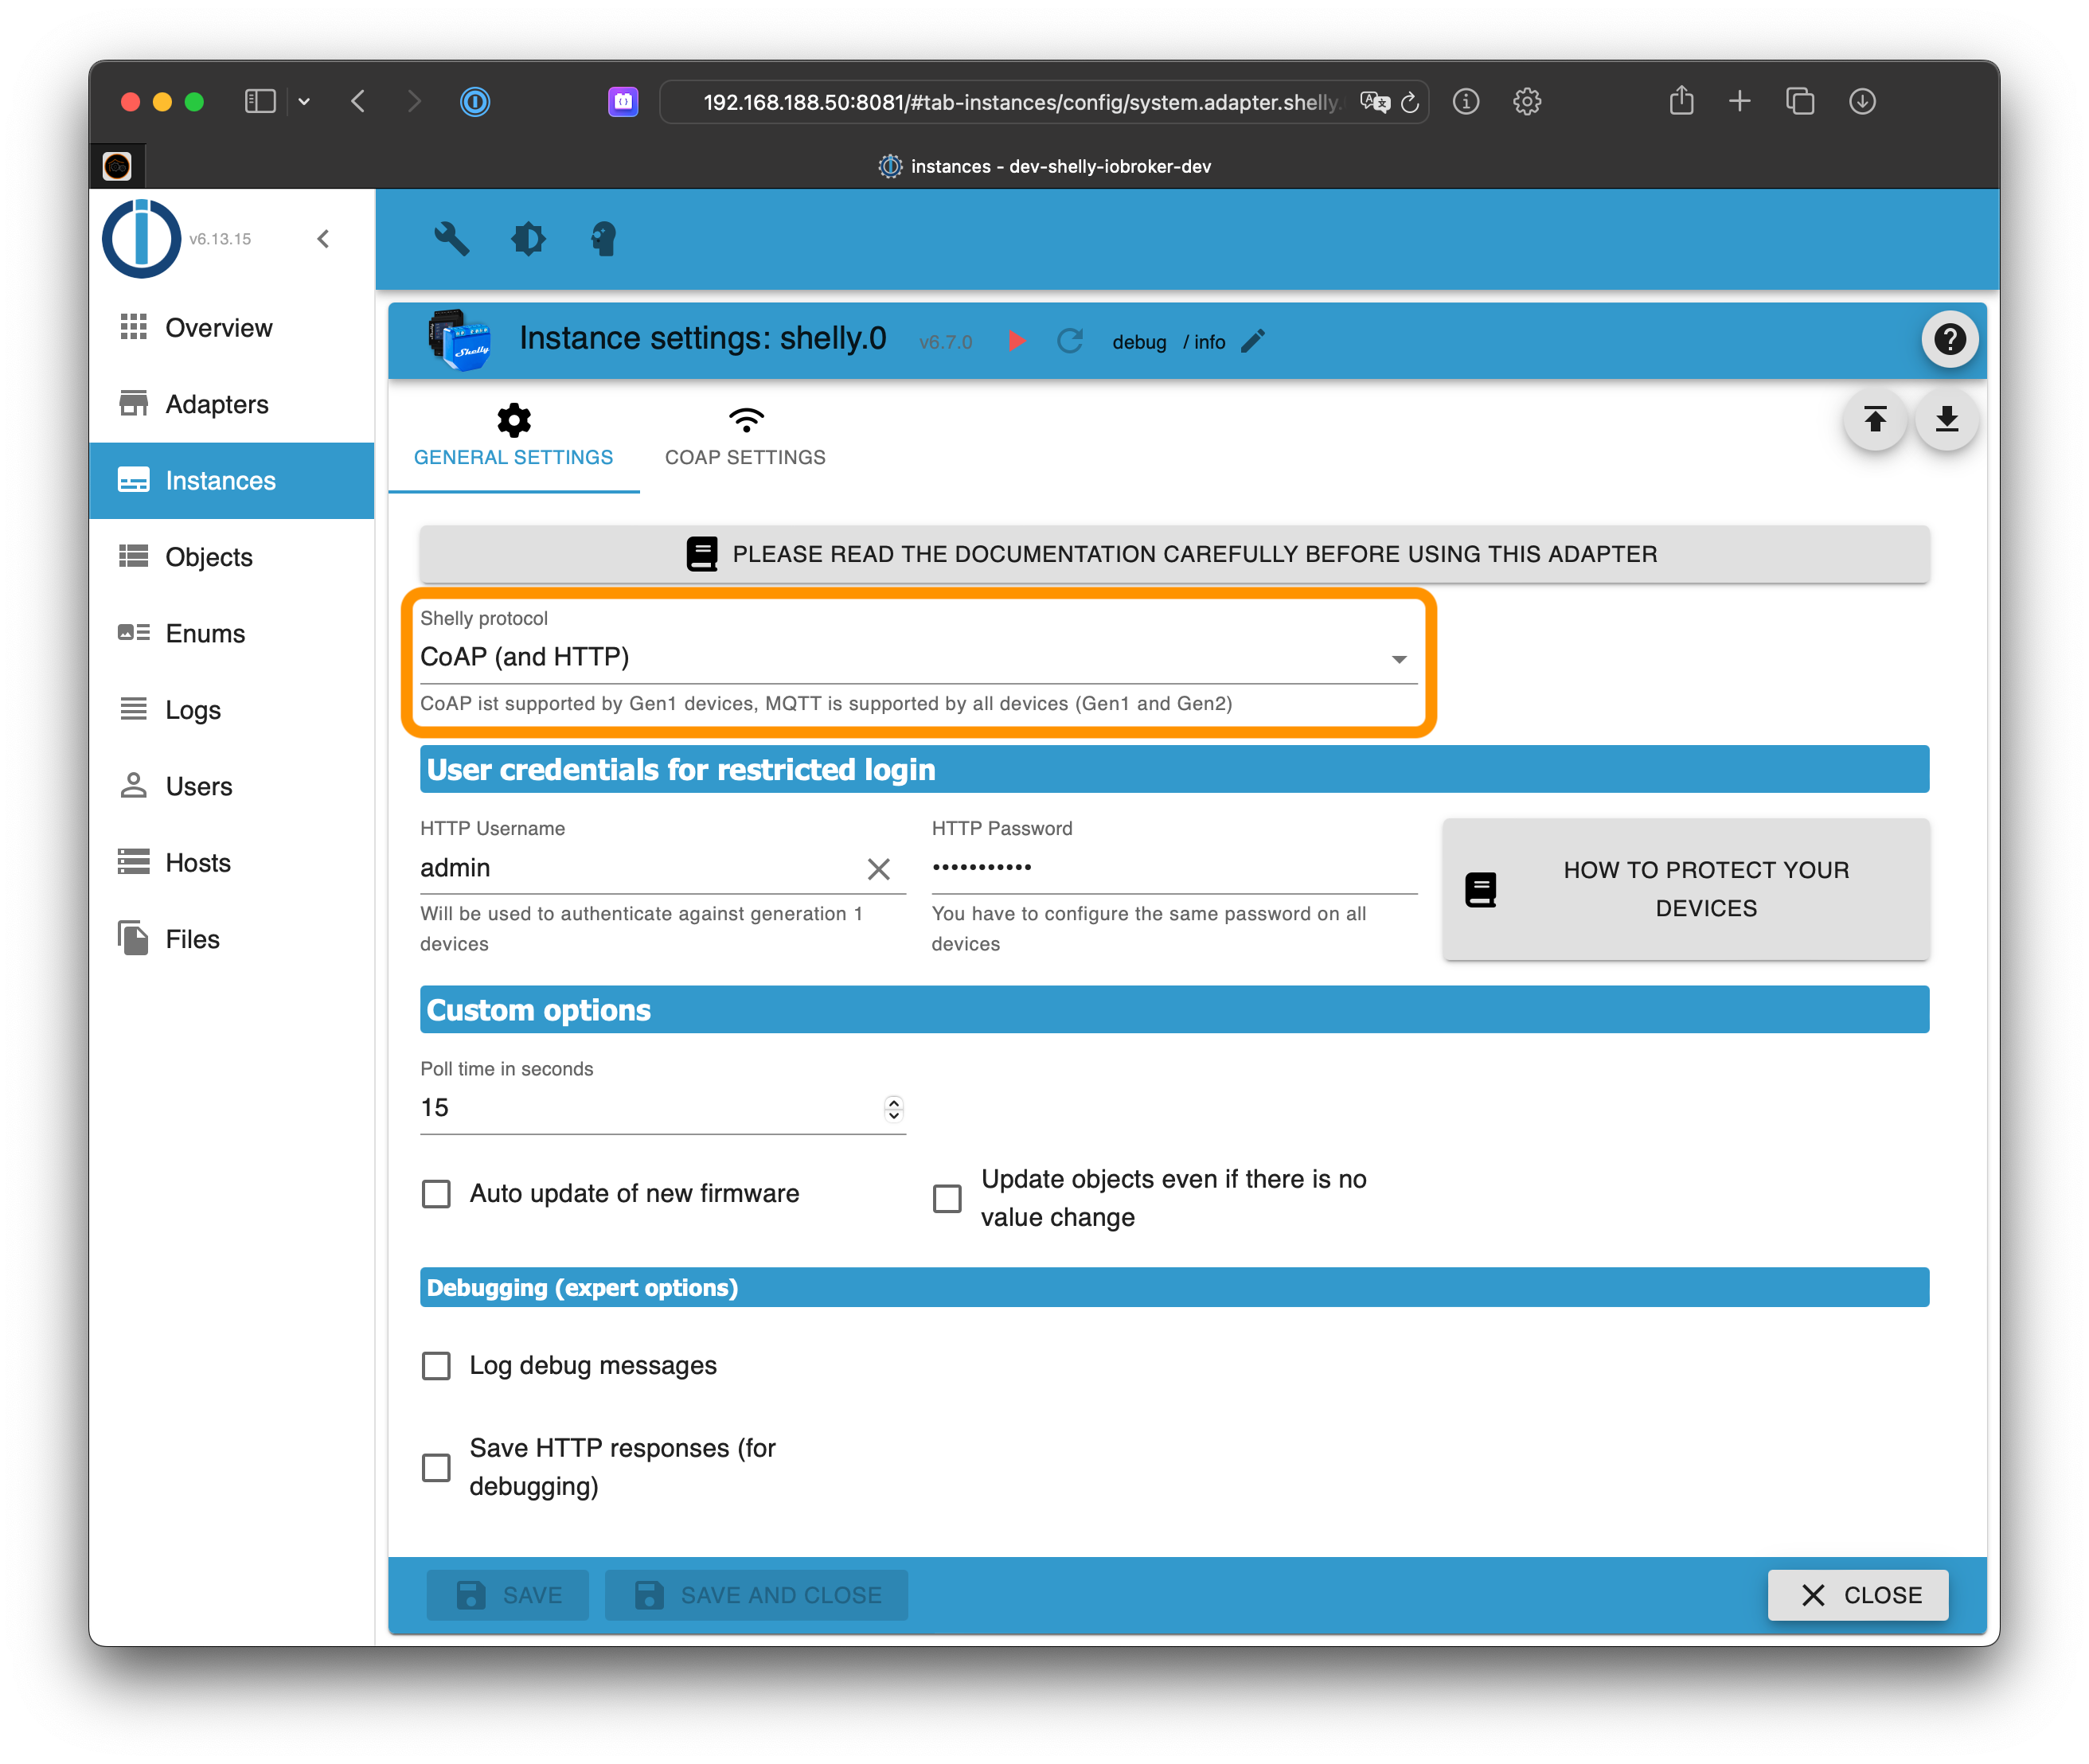 192.168.188.50:8081/#tab-instances/config/system.adapter.shelly.
instances - dev-shelly-iobroker-dev
v6.13.15
Overview
Adapters
Instances
Objects
Enums
Logs
Users
Hosts
Files
Shelly
Instance settings: shelly.0
v6.7.0
debug / info
GENERAL SETTINGS
COAP SETTINGS
PLEASE READ THE DOCUMENTATION CAREFULLY BEFORE USING THIS ADAPTER
Shelly protocol
CoAP (and HTTP)
CoAP ist supported by Gen1 devices, MQTT is supported by all devices (Gen1 and Gen2)
User credentials for restricted login
HTTP Username
admin
Will be used to authenticate against generation 1
devices
HTTP Password
•••••••••••
You have to configure the same password on all
devices
HOW TO PROTECT YOUR
DEVICES
Custom options
Poll time in seconds
15
Auto update of new firmware
Update objects even if there is no
value change
Debugging (expert options)
Log debug messages
Save HTTP responses (for
debugging)
SAVE
SAVE AND CLOSE
CLOSE